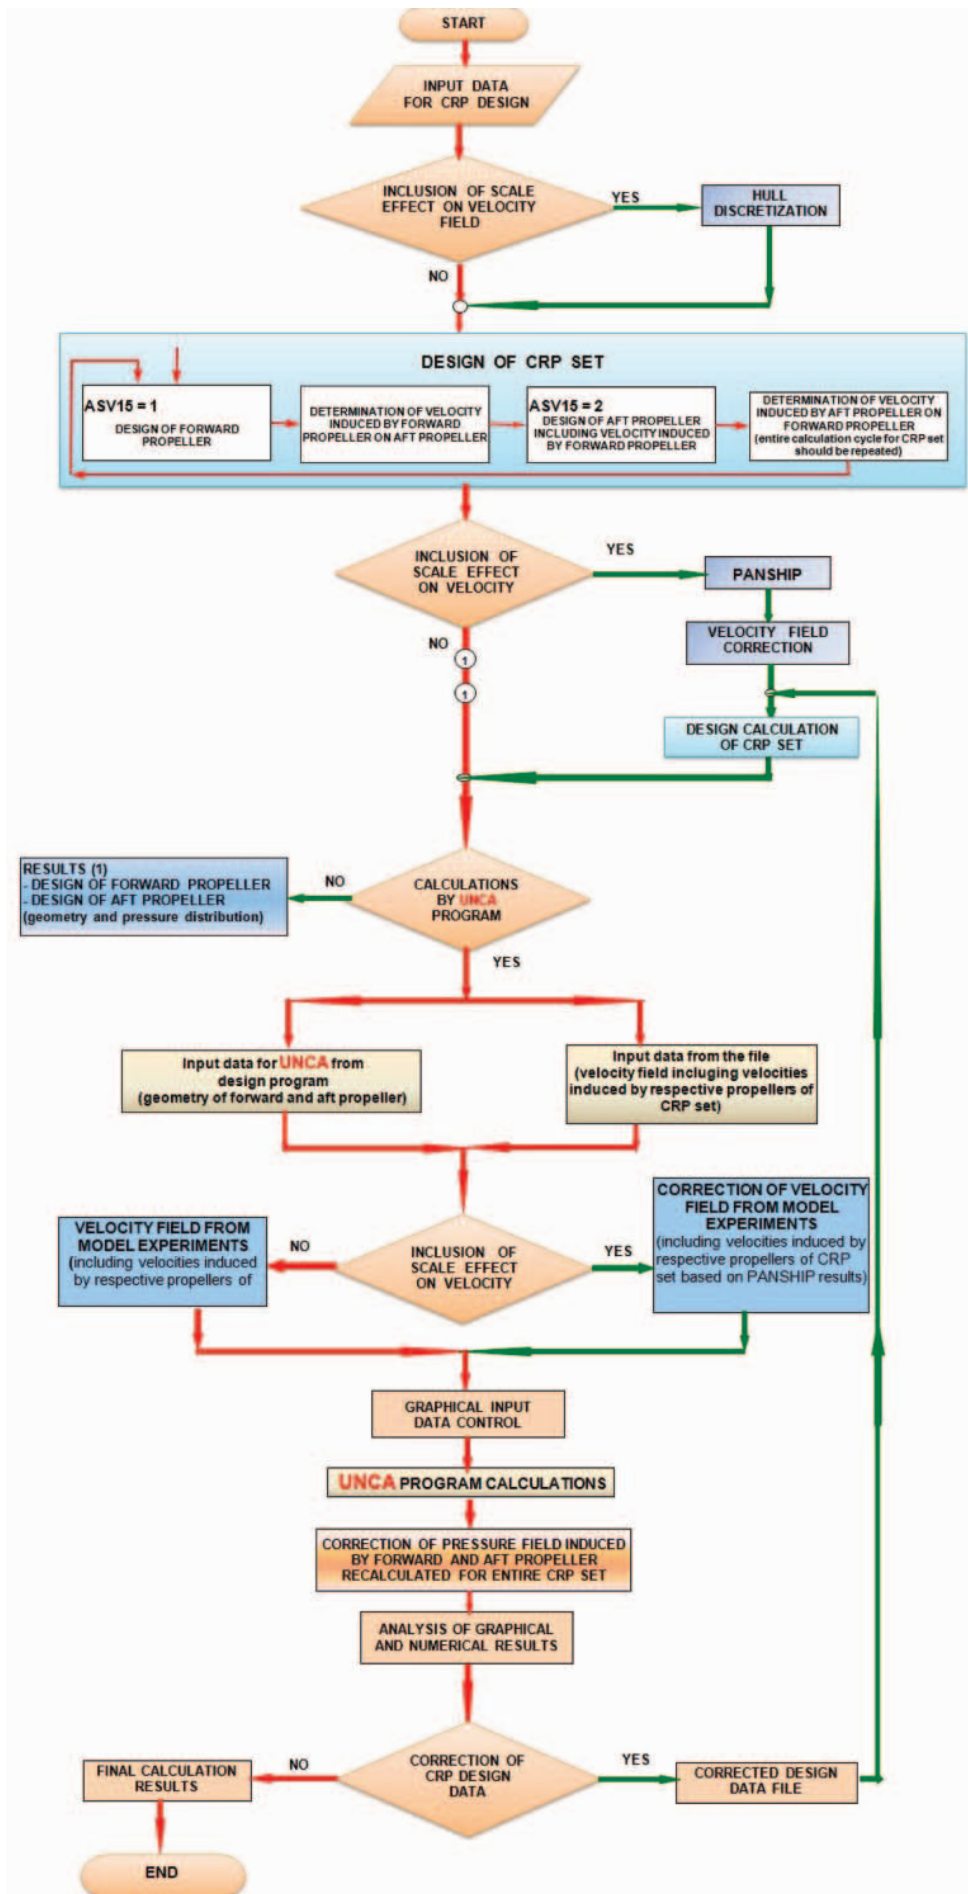 START
INPUT DATA
FOR CRP DESIGN
INCLUSION OF SCALE
EFFECT ON VELOCITY
FIELD
YES
HULL
DISCRETIZATION
NO
DESIGN OF CRP SET
ASV15 = 1
DESIGN OF FORWARD
PROPELLER
DETERMINATION OF VELOCITY
INDUCED BY FORWARD
PROPELLER ON AFT PROPELLER
ASV15 = 2
DESIGN OF AFT PROPELLER
INCLUDING VELOCITY INDUCED
BY FORWARD PROPELLER
DETERMINATION OF VELOCITY
INDUCED BY AFT PROPELLER ON
FORWARD PROPELLER
(entire calculation cycle for CRP set
should be repeated)
INCLUSION OF
SCALE EFFECT
ON VELOCITY
YES
PANSHIP
VELOCITY FIELD
CORRECTION
NO
1
1
DESIGN CALCULATION
OF CRP SET
CALCULATIONS
BY UNCA
PROGRAM
NO
RESULTS (1)
- DESIGN OF FORWARD PROPELLER
- DESIGN OF AFT PROPELLER
(geometry and pressure distribution)
YES
Input data for UNCA from
design program
(geometry of forward and aft propeller)
Input data from the file
(velocity field incluging velocities
induced by respective propellers of
CRP set)
VELOCITY FIELD FROM
MODEL EXPERIMENTS
(including velocities induced
by respective propellers of
NO
INCLUSION OF
SCALE EFFECT
ON VELOCITY
YES
CORRECTION OF VELOCITY
FIELD FROM MODEL
EXPERIMENTS
(including velocities induced by
respective propellers of CRP
set based on PANSHIP results)
GRAPHICAL INPUT
DATA CONTROL
UNCA PROGRAM CALCULATIONS
CORRECTION OF PRESSURE FIELD INDUCED
BY FORWARD AND AFT PROPELLER
RECALCULATED FOR ENTIRE CRP SET
ANALYSIS OF GRAPHICAL
AND NUMERICAL RESULTS
CORRECTION OF
CRP DESIGN
DATA
NO
FINAL CALCULATION
RESULTS
YES
CORRECTED DESIGN
DATA FILE
END